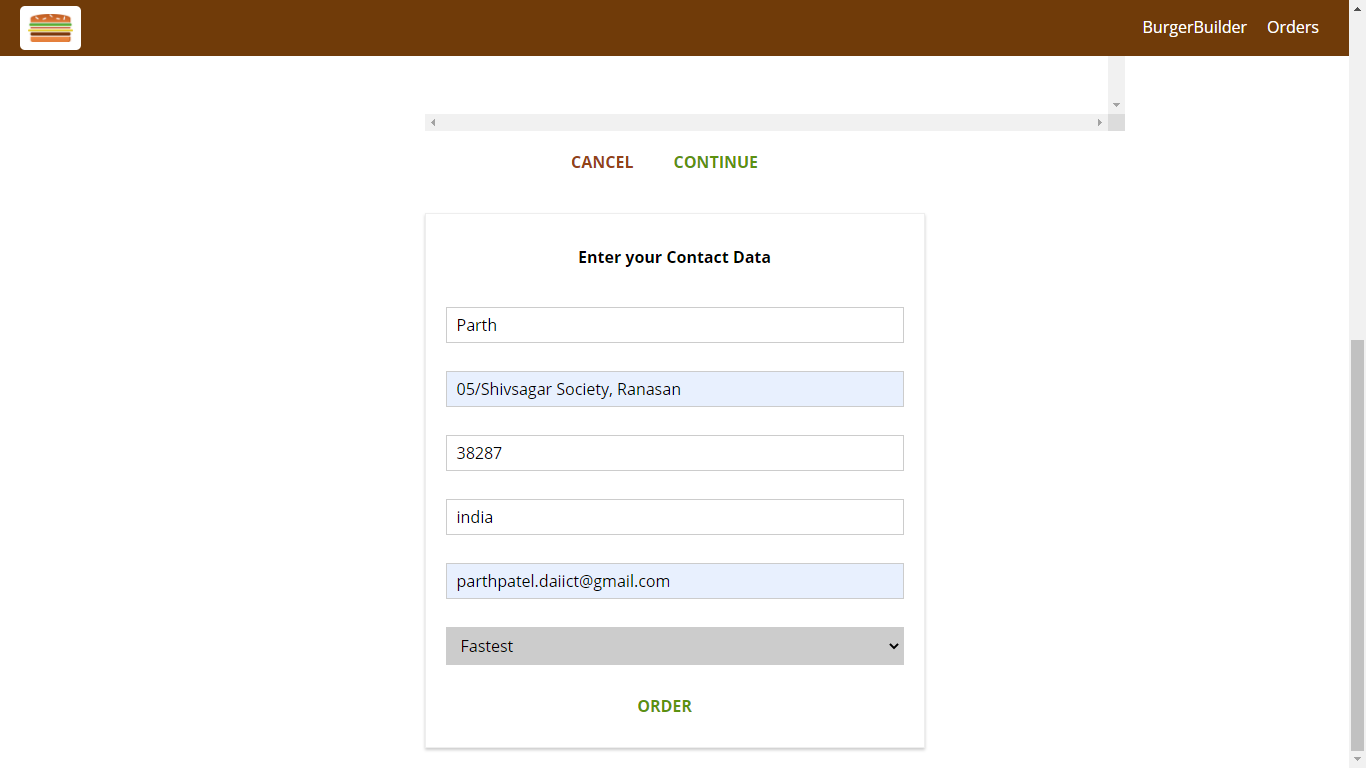 BurgerBuilder Orders
CANCEL CONTINUE
Enter your Contact Data
Parth
05/Shivsagar Society, Ranasan
38287
india
parthpatel.daiict@gmail.com
Fastest
ORDER